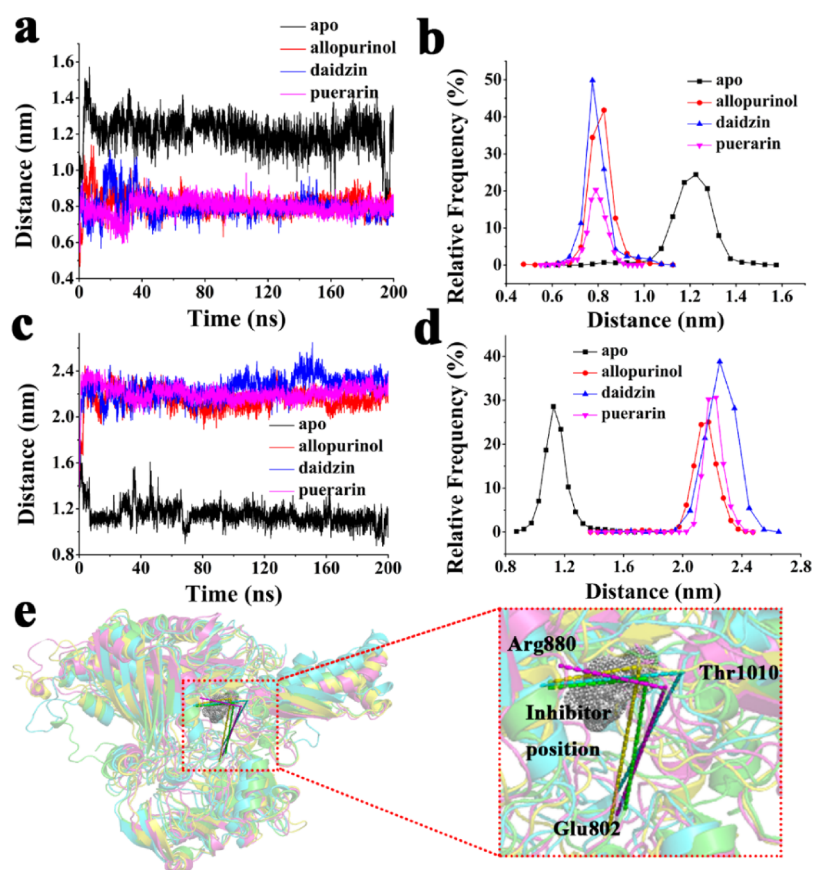 a
apo
allopurinol
daidzin
puerarin
Distance (nm)
1.6
1.4
1.2
1.0
0.8
0.6
0.4
0 40 80 120 160 200
Time (ns)
b
apo
allopurinol
daidzin
puerarin
Relative Frequency (%)
50
40
30
20
10
0
0.4 0.6 0.8 1.0 1.2 1.4 1.6
Distance (nm)
c
apo
allopurinol
daidzin
puerarin
Distance (nm)
2.4
2.0
1.6
1.2
0.8
0 40 80 120 160 200
Time (ns)
d
apo
allopurinol
daidzin
puerarin
Relative Frequency (%)
40
30
20
10
0
0.8 1.2 1.6 2.0 2.4 2.8
Distance (nm)
e
Arg880
Thr1010
Inhibitor
position
Glu802